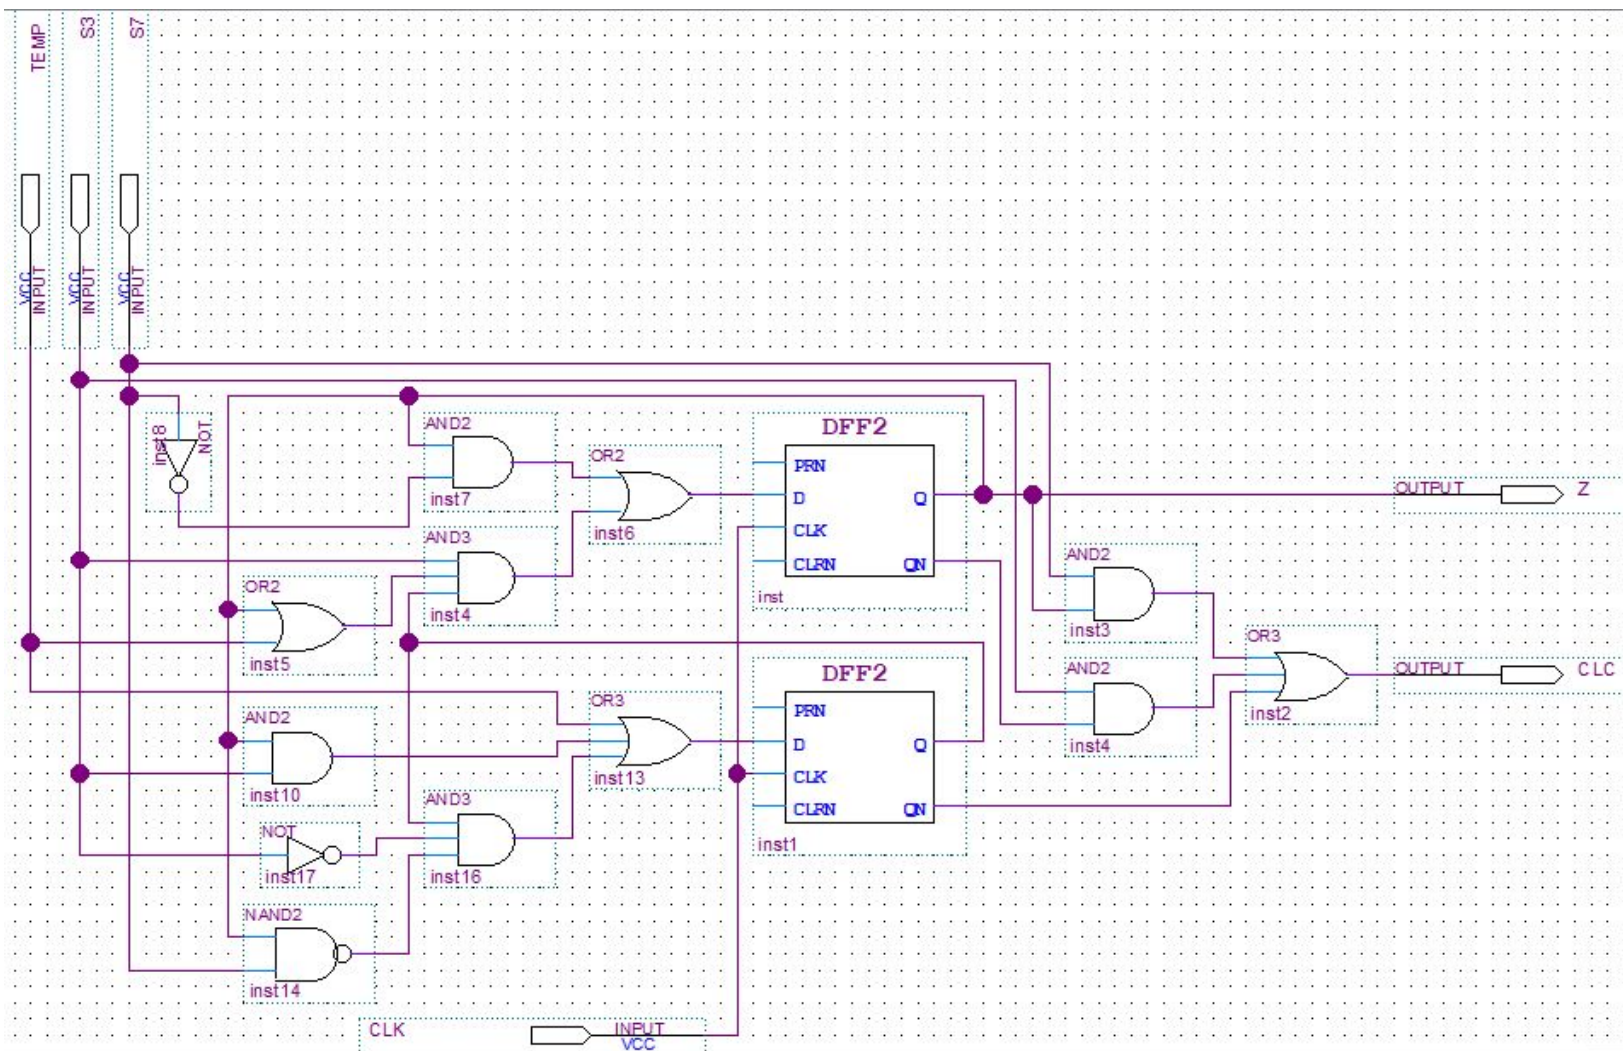 TEMP
S3
S7
VCC
INPUT
VCC
INPUT
VCC
INPUT
inst8
NOT
AND2
inst7
OR2
inst6
DFF2
PRN
D
Q
CLK
CLRN
QN
inst
OUTPUT
Z
AND3
inst4
OR2
inst5
AND2
inst3
OR3
inst2
OUTPUT
CLC
AND2
inst4
DFF2
PRN
D
Q
CLK
CLRN
QN
inst1
OR3
inst13
AND2
inst10
AND3
inst16
NOT
inst17
NAND2
inst14
CLK
INPUT
VCC